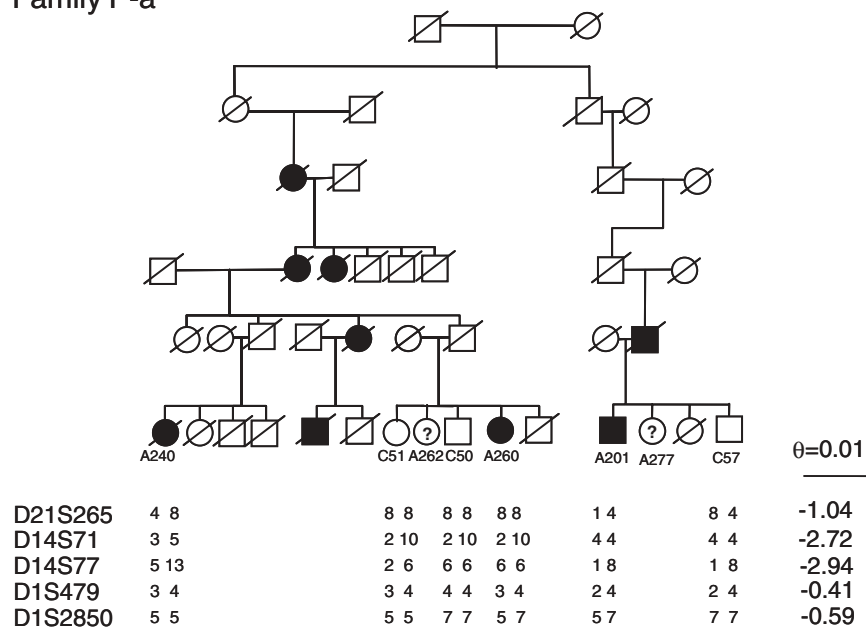 ? ?
A240 C51 A262 C50 A260 A201 A277 C57 θ=0.01
D21S265 4 8 8 8 8 8 8 8 1 4 8 4 -1.04
D14S71 3 5 2 10 2 10 2 10 4 4 4 4 -2.72
D14S77 5 13 2 6 6 6 6 6 1 8 1 8 -2.94
D1S479 3 4 3 4 4 4 3 4 2 4 2 4 -0.41
D1S2850 5 5 5 5 7 7 5 7 5 7 7 7 -0.59